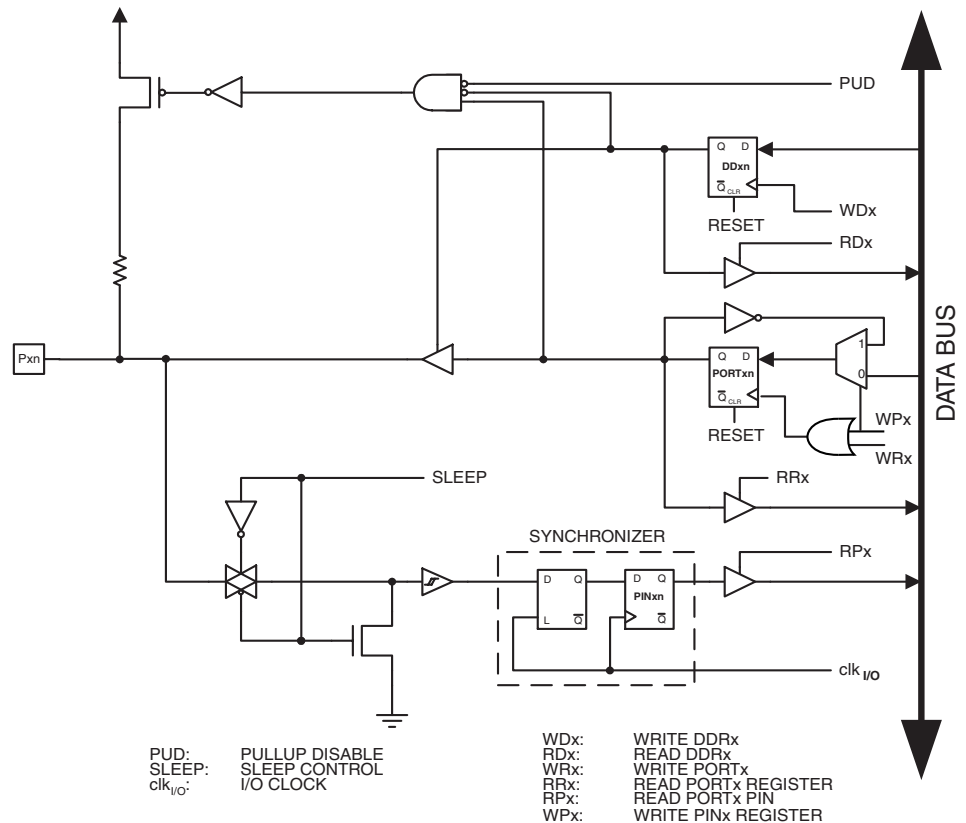 PUD
Q D
DDxn
Q CLR
WDx
RESET
RDx
Pxn
1
Q D
PORTxn
0
Q CLR
WPx
RESET
WRx
SLEEP
RRx
SYNCHRONIZER
RPx
D Q
D Q
PINxn
L Q
Q
clk I/O
DATA BUS
PUD: PULLUP DISABLE
SLEEP: SLEEP CONTROL
clkI/O: I/O CLOCK
WDx: WRITE DDRx
RDx: READ DDRx
WRx: WRITE PORTx
RRx: READ PORTx REGISTER
RPx: READ PORTx PIN
WPx: WRITE PINx REGISTER